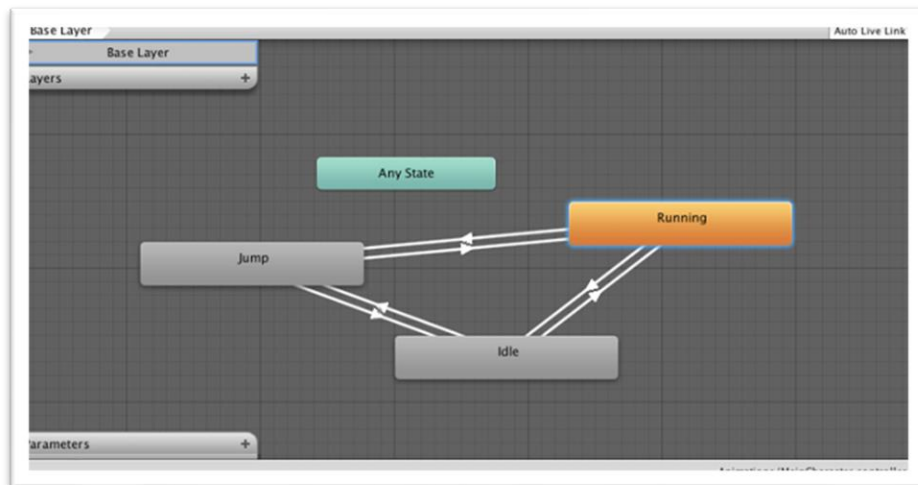 Base Layer
Auto Live Link
Base Layer
ayers
Any State
Running
Jump
Idle
arameters